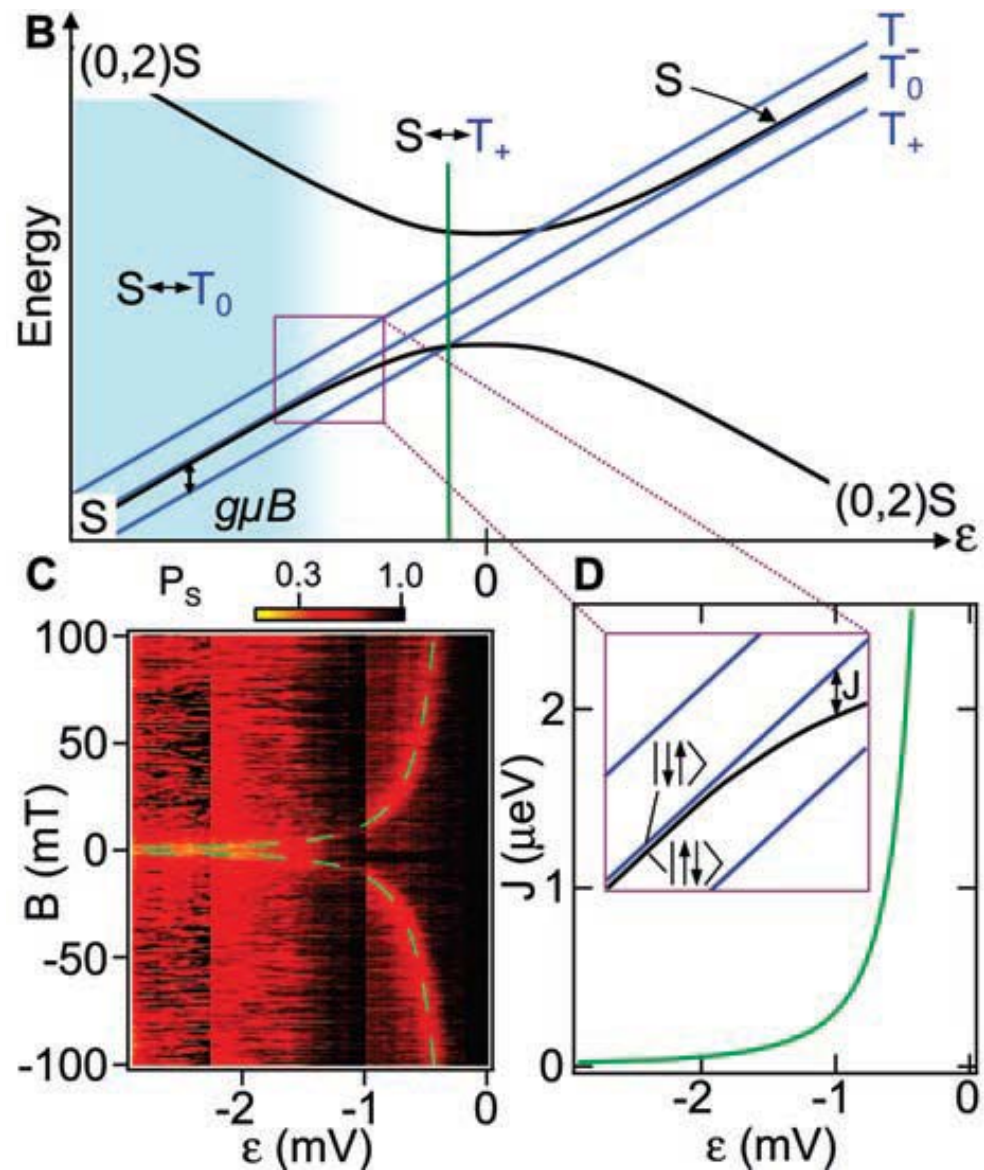 B
(0,2)S
S
T-
T0
T+
S↔T+
Energy
S↔T0
gμB
S
(0,2)S
ε
0
C
PS
0.3
1.0
D
100
50
0
-50
-100
B (mT)
-2
-1
0
ε (mV)
J
|↓↑⟩
|↑↓⟩
2
1
0
J (μeV)
-2
-1
0
ε (mV)